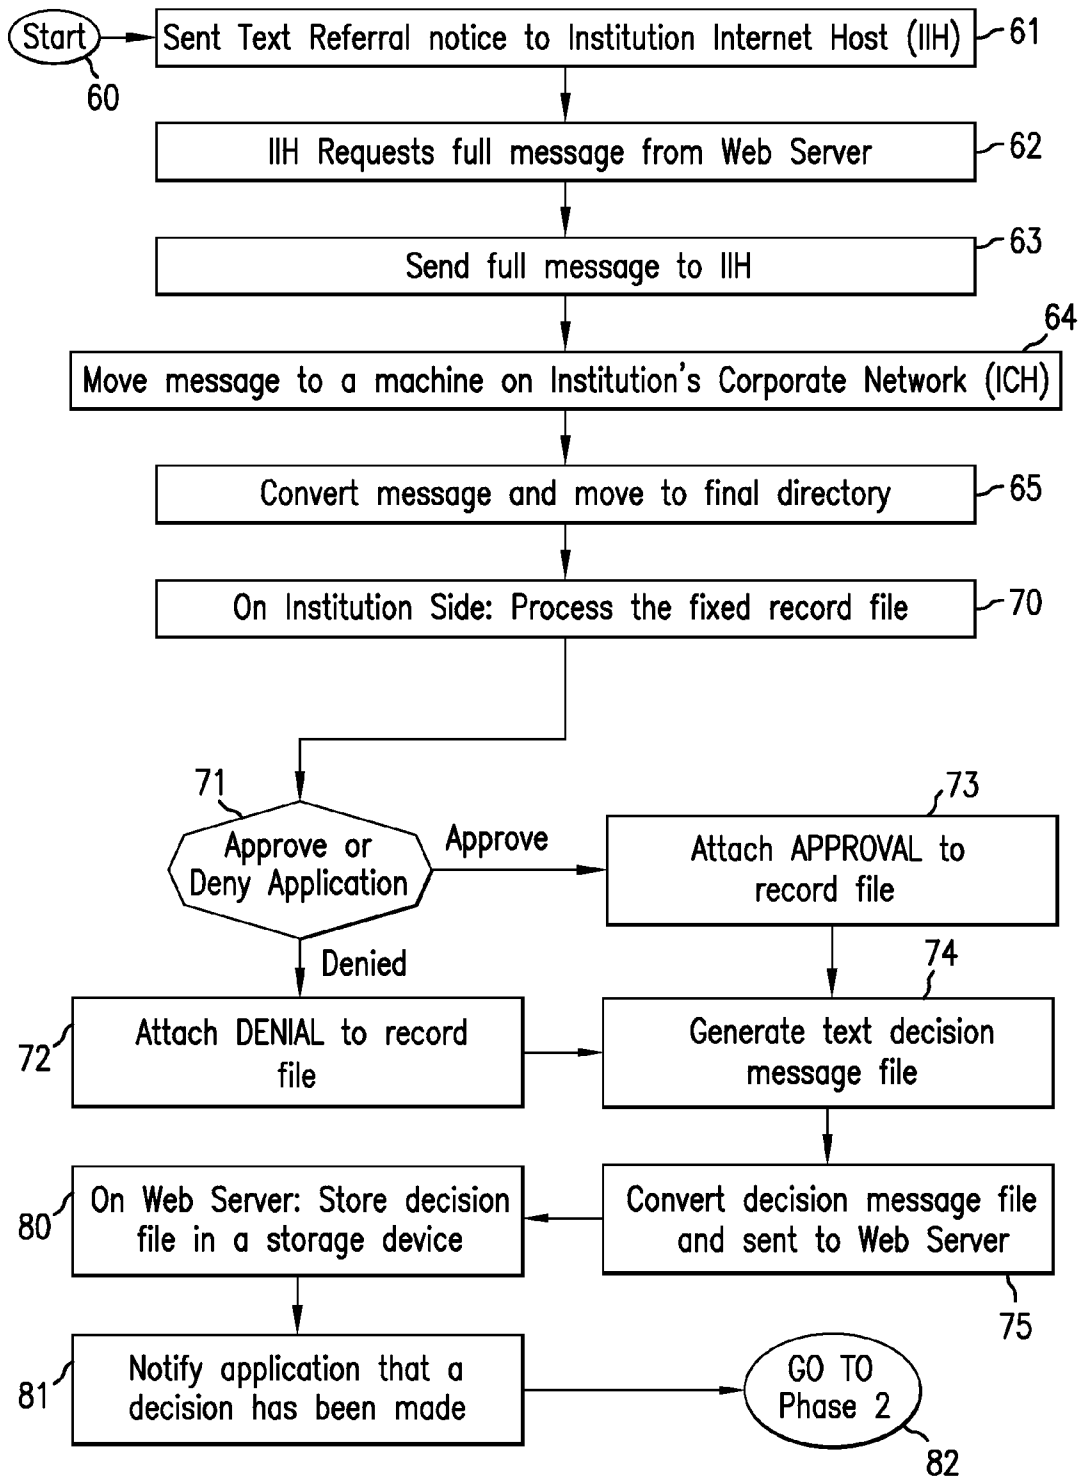 Start
60
Sent Text Referral notice to Institution Internet Host (IIH)
61
IIH Requests full message from Web Server
62
Send full message to IIH
63
64
Move message to a machine on Institution's Corporate Network (ICH)
Convert message and move to final directory
65
On Institution Side: Process the fixed record file
70
71
Approve or
Deny Application
Approve
73
Attach APPROVAL to
record file
Denied
72
Attach DENIAL to record
file
74
Generate text decision
message file
80
On Web Server: Store decision
file in a storage device
Convert decision message file
and sent to Web Server
75
81
Notify application that a
decision has been made
GO TO
Phase 2
82